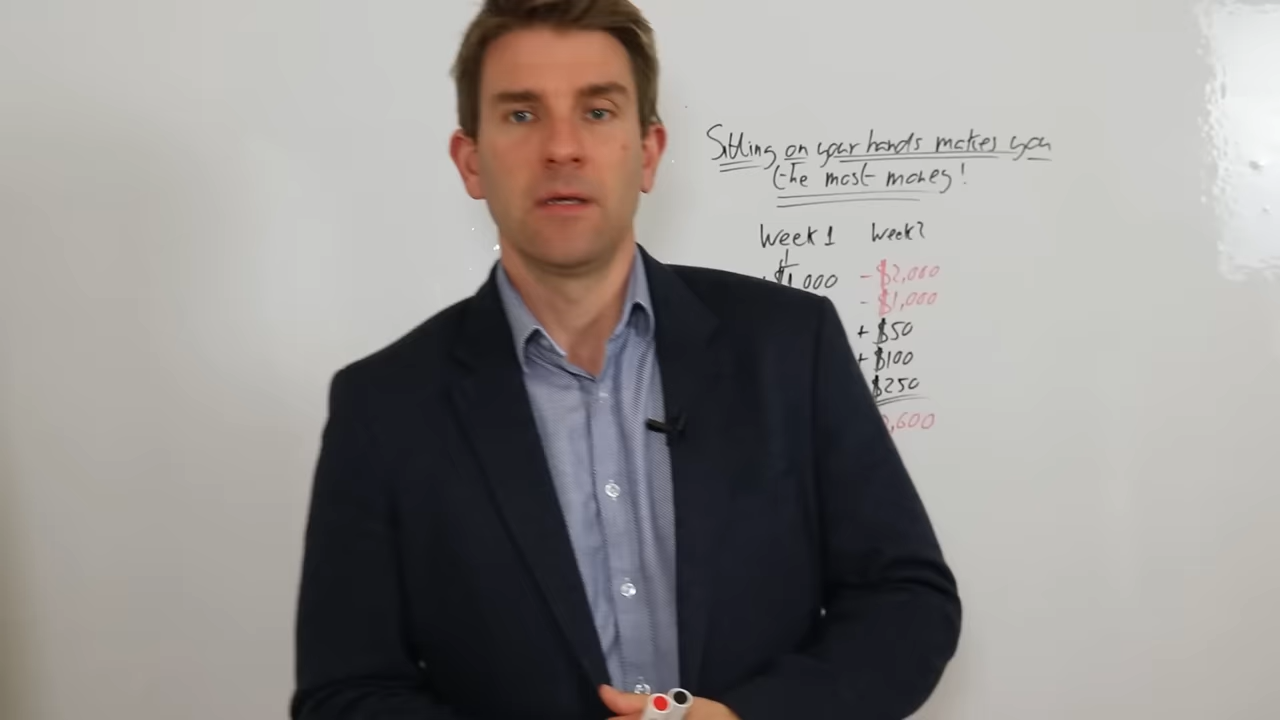 Sitting on your hands makes you
the most money!
Week 1 Week 2
$1,000 - $2,000
- $1,000
+ $50
+ $100
$250
,600